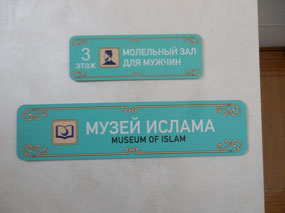 3
этаж
МОЛЕЛЬНЫЙ ЗАЛ
ДЛЯ МУЖЧИН
МУЗЕЙ ИСЛАМА
MUSEUM OF ISLAM